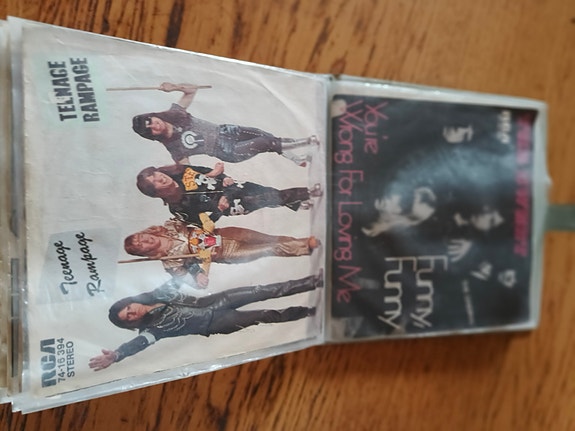 TEENAGE
RAMPAGE
Teenage
Rampage
RCA
74-16 394
STEREO
You're
Wrong For Loving Me
Funny,
Funny